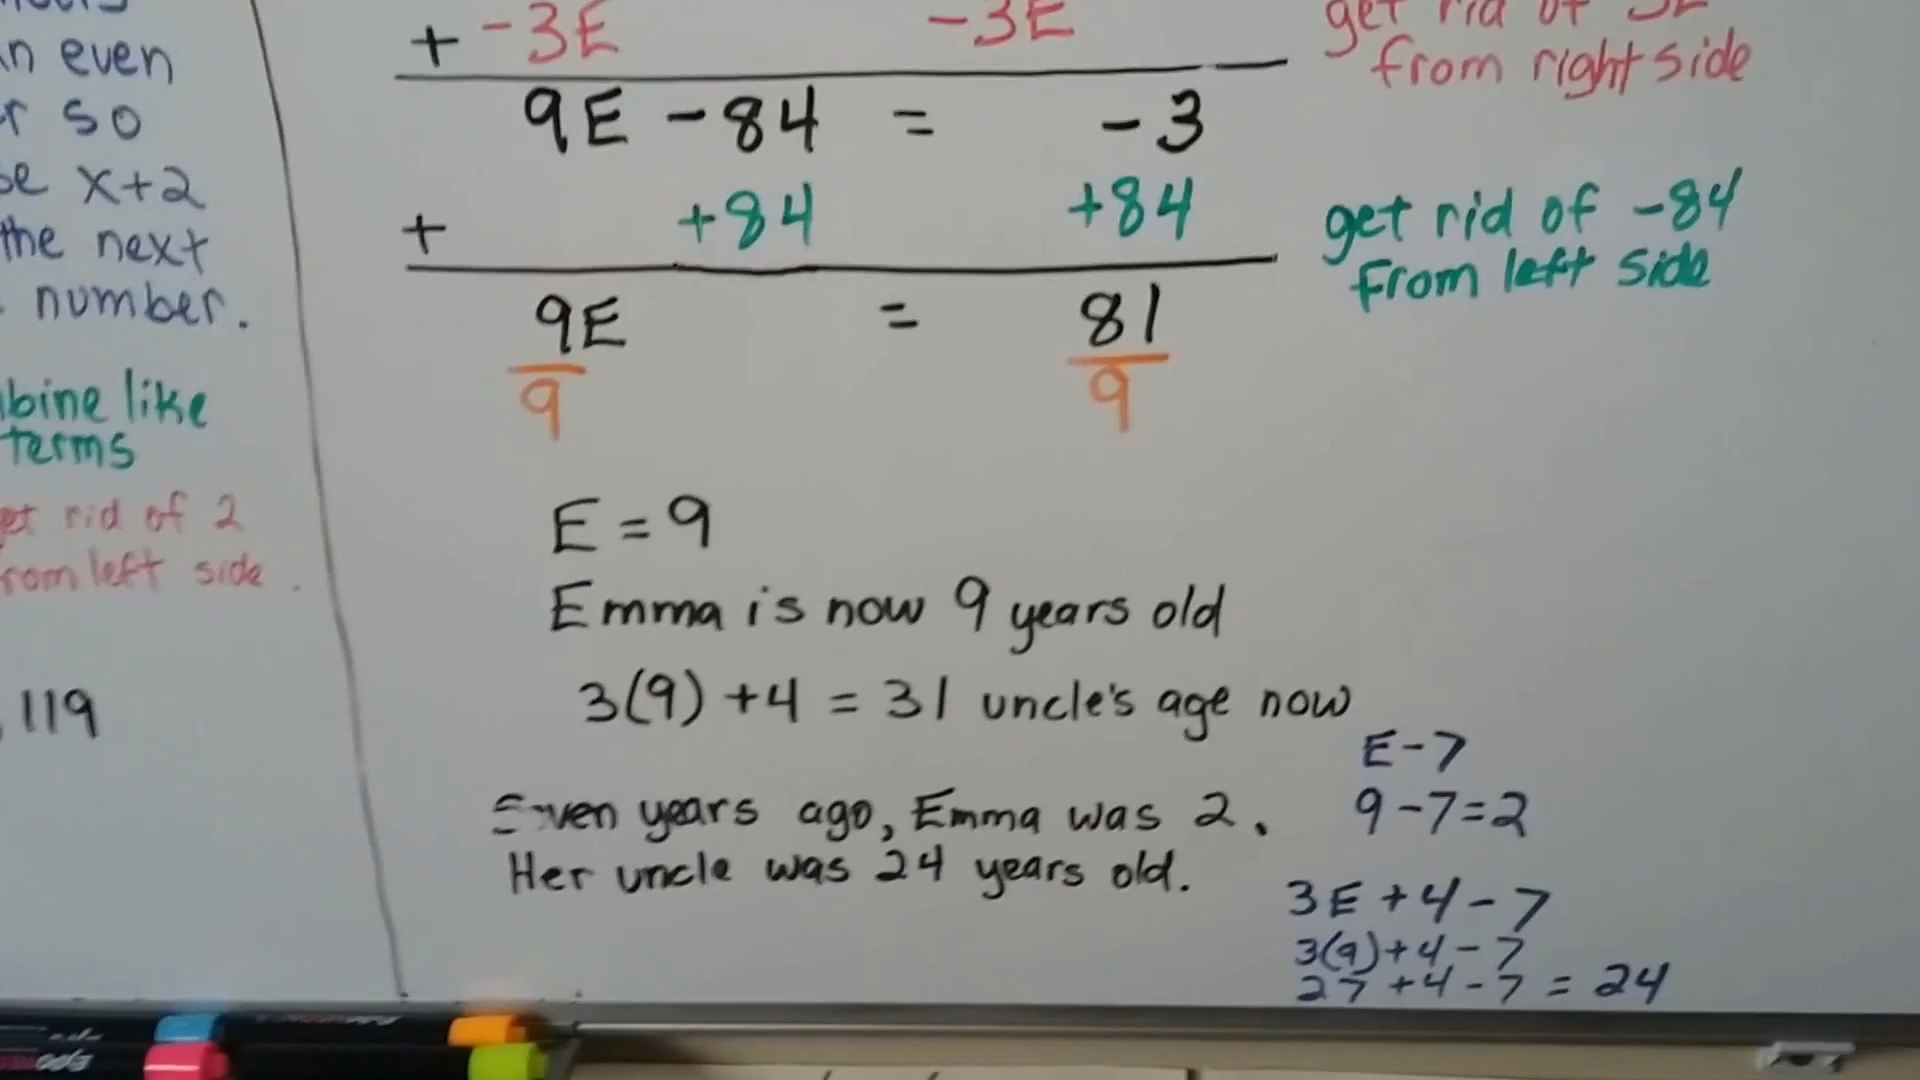 n even
r so
se x+2
the next
number.
bine like
terms
et rid of 2
rom left side.
, 119
+ -3E -3E
get rid of 3E
from right side
9E - 84 = -3
+ +84 +84
get rid of -84
from left side
9E = 81
9 9
E = 9
Emma is now 9 years old
3(9) + 4 = 31 uncle's age now
E - 7
9 - 7 = 2
years ago, Emma was 2.
Her uncle was 24 years old.
3E + 4 - 7
3(9) + 4 - 7
27 + 4 - 7 = 24